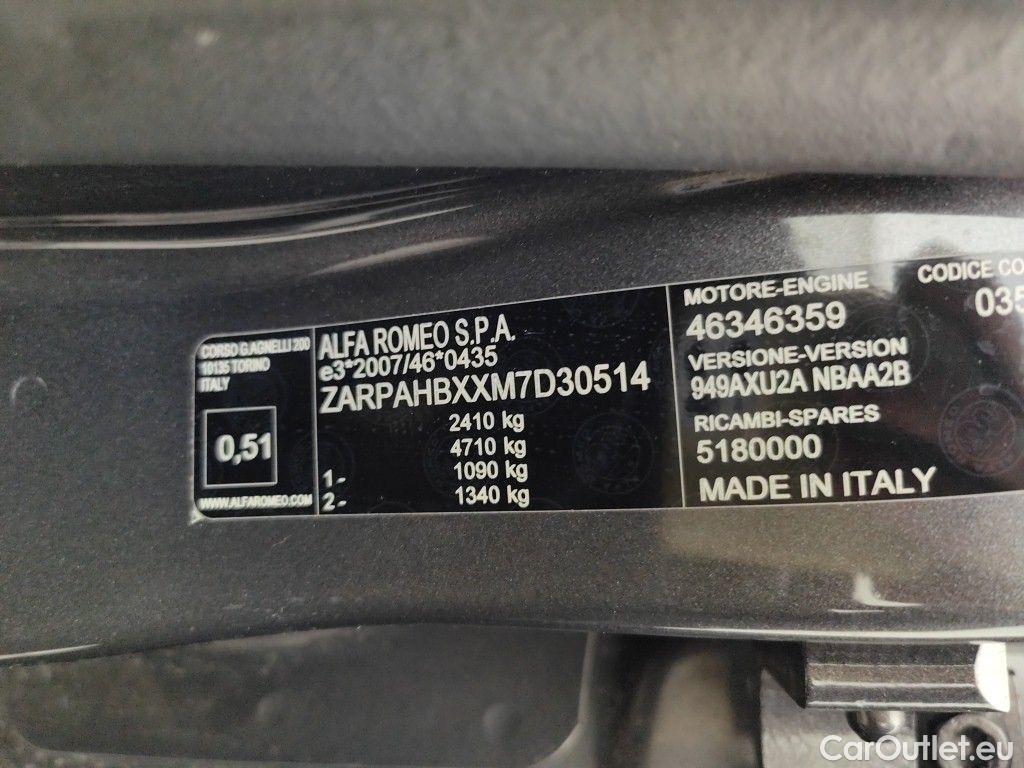 CORSO G.AGNELLI 200
10135 TORINO
ITALY
0,51
WWW.ALFAROMEO.COM
ALFA ROMEO S.P.A.
e3*2007/46*0435
ZARPAHBXXM7D30514
2410 kg
4710 kg
1- 1090 kg
2- 1340 kg
MOTORE-ENGINE
46346359
VERSIONE-VERSION
949AXU2A NBAA2B
RICAMBI-SPARES
5180000
MADE IN ITALY
CODICE CO
035
CarOutlet.eu